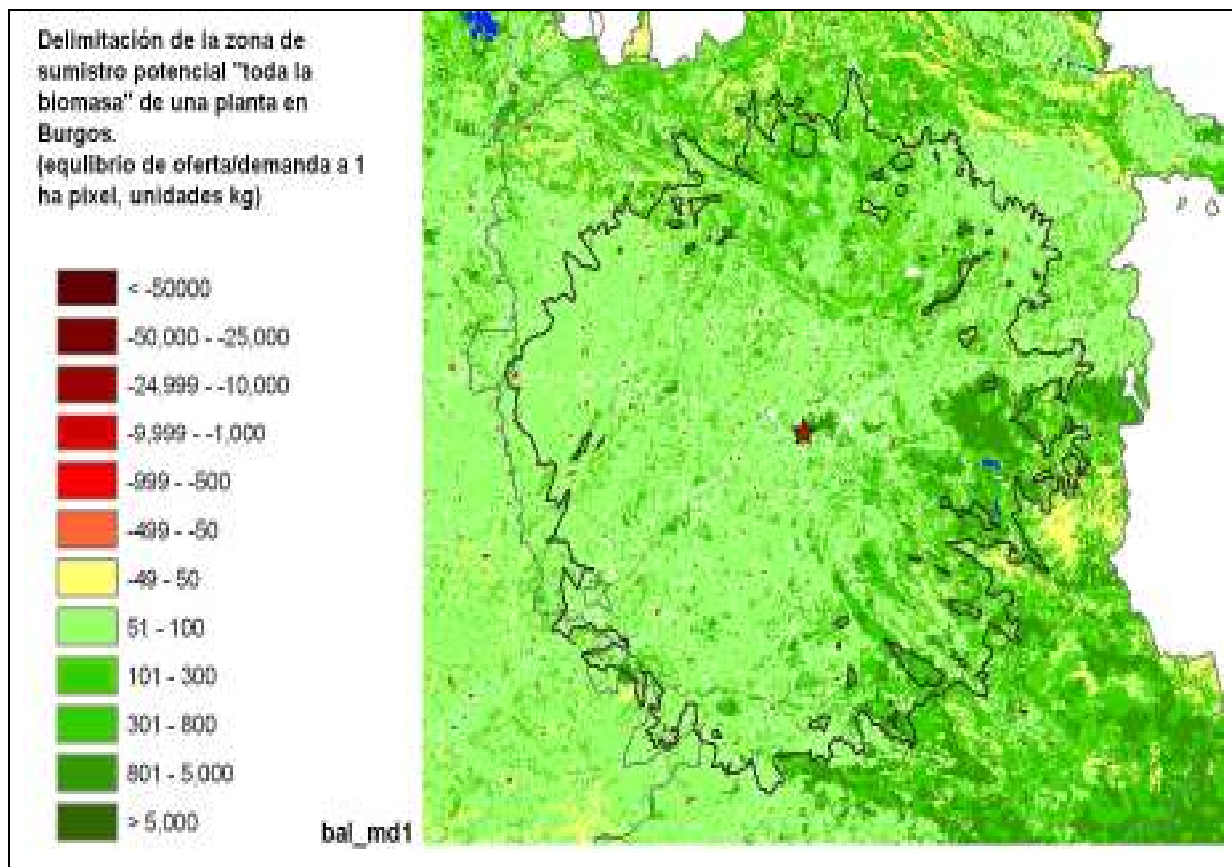 Delimitación de la zona de
sumistro potencial "toda la
biomasa" de una planta en
Burgos.
(equlibrio de oferta/demanda a 1
ha pixel, unidades kg)
< -50000
-50,000 - -25,000
-24,999 - -10,000
-9,999 - -1,000
-999 - -500
-499 - -50
-49 - 50
51 - 100
101 - 300
301 - 800
801 - 5,000
> 5,000
bal_md1